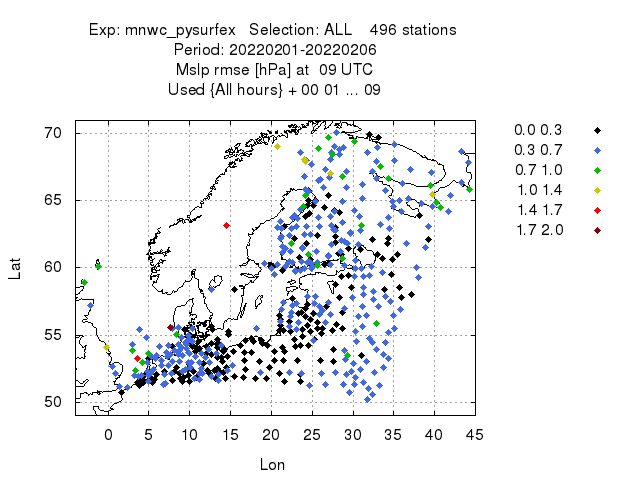 Exp: mnwc_pysurfex   Selection: ALL    496 stations
Period: 20220201-20220206
Mslp rmse [hPa] at  09 UTC
Used {All hours} + 00 01 ... 09
70
65
60
55
50
Lat
0 5 10 15 20 25 30 35 40 45
Lon
0.0 0.3
0.3 0.7
0.7 1.0
1.0 1.4
1.4 1.7
1.7 2.0